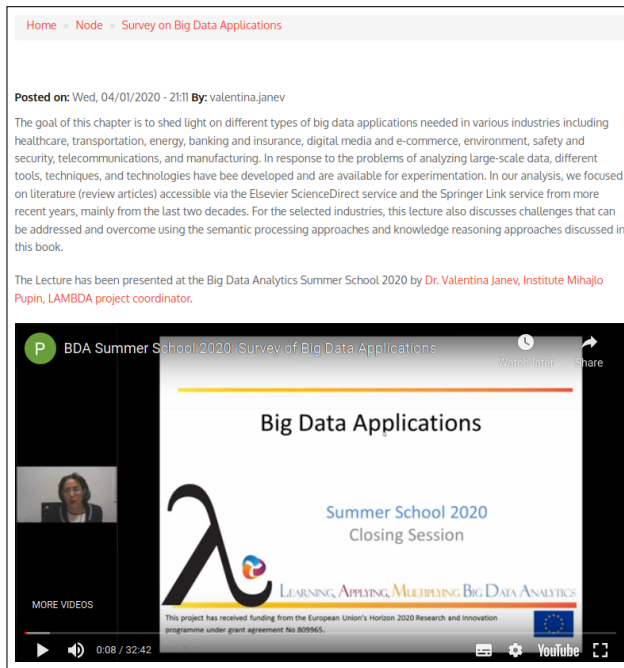 Home » Node » Survey on Big Data Applications
Posted on: Wed, 04/01/2020 - 21:11 By: valentina.janev
The goal of this chapter is to shed light on different types of big data applications needed in various industries including
healthcare, transportation, energy, banking and insurance, digital media and e-commerce, environment, safety and
security, telecommunications, and manufacturing. In response to the problems of analyzing large-scale data, different
tools, techniques, and technologies have bee developed and are available for experimentation. In our analysis, we focused
on literature (review articles) accessible via the Elsevier ScienceDirect service and the Springer Link service from more
recent years, mainly from the last two decades. For the selected industries, this lecture also discusses challenges that can
be addressed and overcome using the semantic processing approaches and knowledge reasoning approaches discussed in
this book.
The Lecture has been presented at the Big Data Analytics Summer School 2020 by Dr. Valentina Janev, Institute Mihajlo
Pupin, LAMBDA project coordinator.
P BDA Summer School 2020: Survey of Big Data Applications
Watch later Share
Big Data Applications
Summer School 2020
Closing Session
λ
LEARNING, APPLYING, MULTIPLYING BIG DATA ANALYTICS
MORE VIDEOS
This project has received funding from the European Union's Horizon 2020 Research and Innovation
programme under grant agreement No 809965.
0:08 / 32:42 YouTube